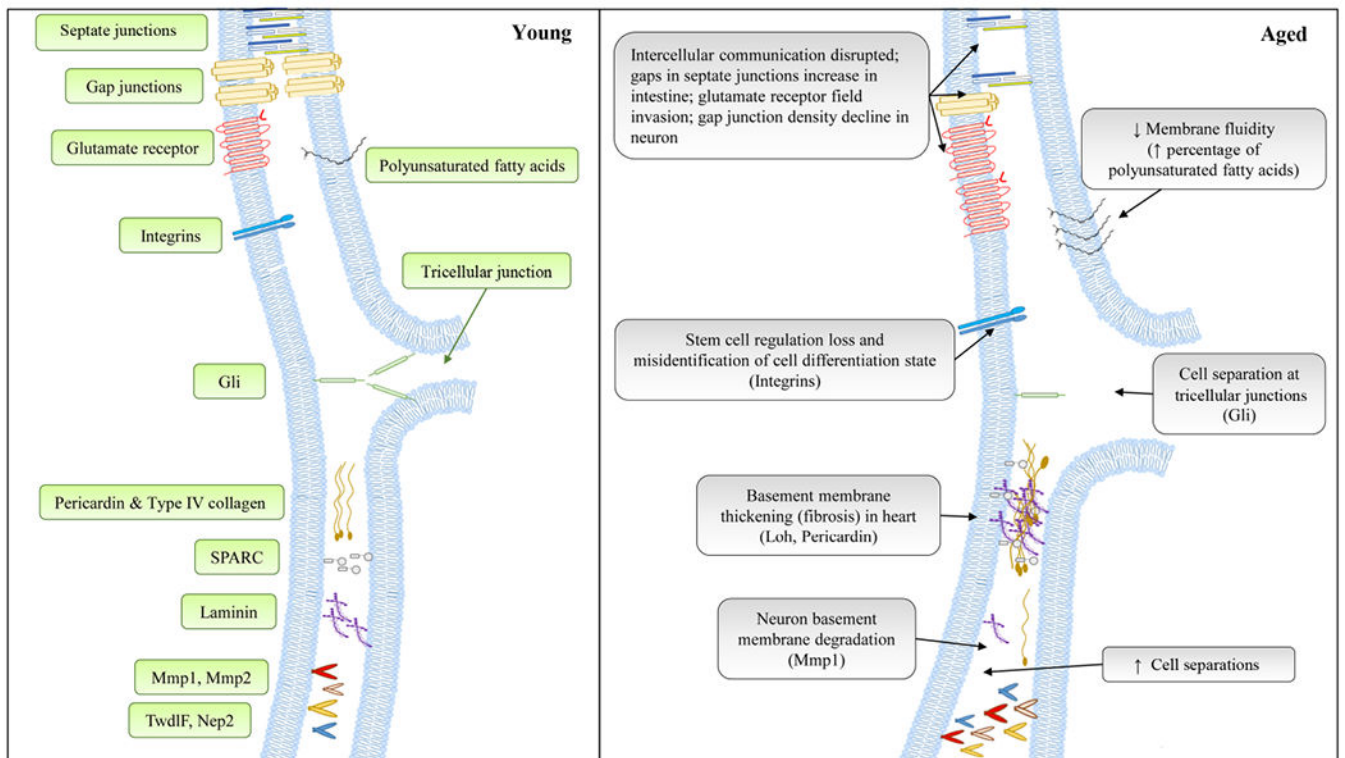 Young
Septate junctions
Gap junctions
Glutamate receptor
Polyunsaturated fatty acids
Integrins
Tricellular junction
Gli
Pericardin & Type IV collagen
SPARC
Laminin
Mmp1, Mmp2
TwdlF, Nep2
Aged
Intercellular communication disrupted;
gaps in septate junctions increase in
intestine; glutamate receptor field
invasion; gap junction density decline in
neuron
↓ Membrane fluidity
(↑ percentage of
polyunsaturated fatty acids)
Stem cell regulation loss and
misidentification of cell differentiation state
(Integrins)
Cell separation at
tricellular junctions
(Gli)
Basement membrane
thickening (fibrosis) in heart
(Loh, Pericardin)
Neuron basement
membrane degradation
(Mmp1)
↑ Cell separations